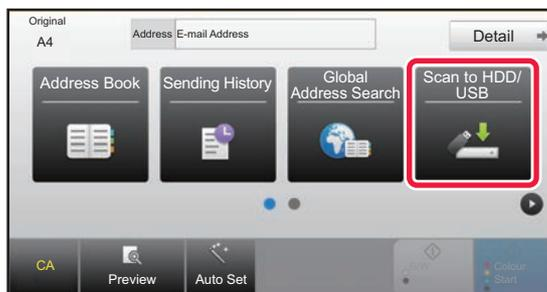 Original
A4
Address E-mail Address
Detail
Address Book
Sending History
Global
Address Search
Scan to HDD/
USB
CA
Preview
Auto Set
B/W
Start
Colour
Start